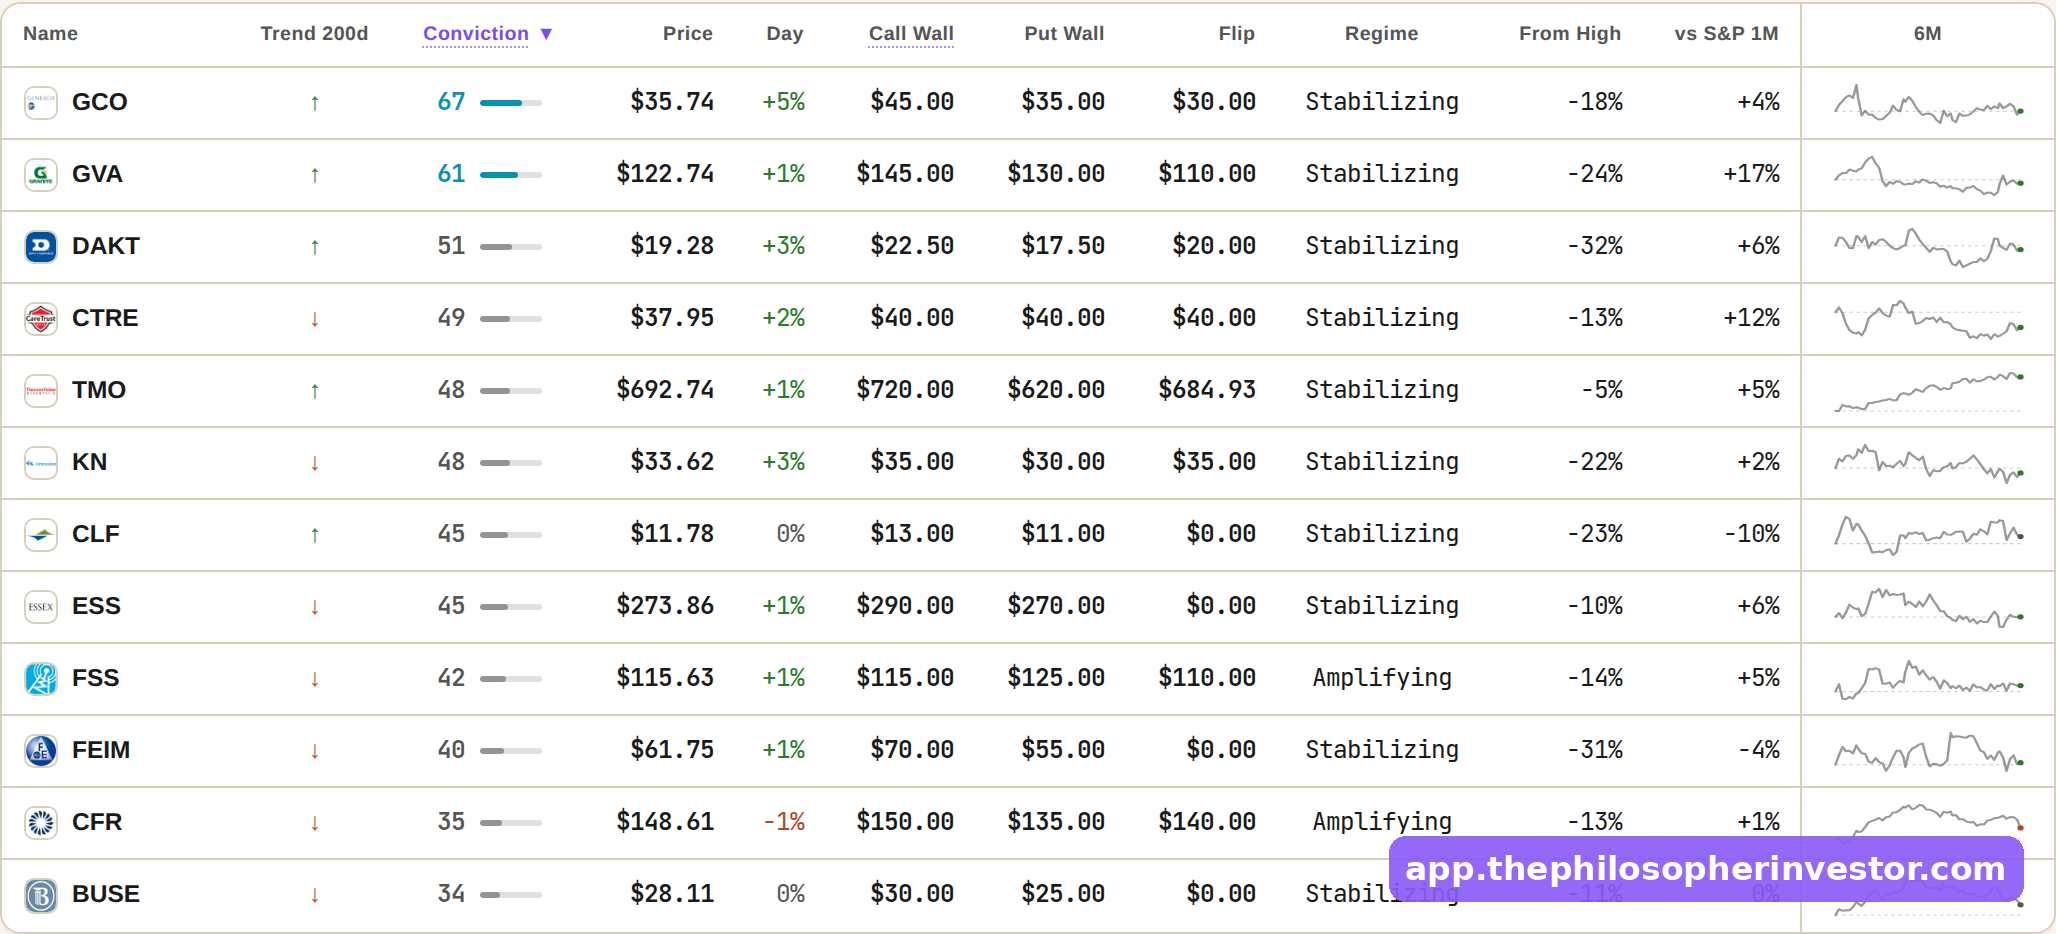 Name Trend 200d Conviction ▼ Price Day Call Wall Put Wall Flip Regime From High vs S&P 1M 6M
GENESCO GCO ↑ 67 $35.74 +5% $45.00 $35.00 $30.00 Stabilizing -18% +4%
GRANITE GVA ↑ 61 $122.74 +1% $145.00 $130.00 $110.00 Stabilizing -24% +17%
DAKT ↑ 51 $19.28 +3% $22.50 $17.50 $20.00 Stabilizing -32% +6%
CareTrust CTRE ↓ 49 $37.95 +2% $40.00 $40.00 $40.00 Stabilizing -13% +12%
TMO ↑ 48 $692.74 +1% $720.00 $620.00 $684.93 Stabilizing -5% +5%
KN ↓ 48 $33.62 +3% $35.00 $30.00 $35.00 Stabilizing -22% +2%
CLF ↑ 45 $11.78 0% $13.00 $11.00 $0.00 Stabilizing -23% -10%
ESSEX ESS ↓ 45 $273.86 +1% $290.00 $270.00 $0.00 Stabilizing -10% +6%
FSS ↓ 42 $115.63 +1% $115.00 $125.00 $110.00 Amplifying -14% +5%
FEIM ↓ 40 $61.75 +1% $70.00 $55.00 $0.00 Stabilizing -31% -4%
CFR ↓ 35 $148.61 -1% $150.00 $135.00 $140.00 Amplifying -13% +1%
app.thephilosopherinvestor.com
BUSE ↓ 34 $28.11 0% $30.00 $25.00 $0.00 Stabilizing -11% 0%